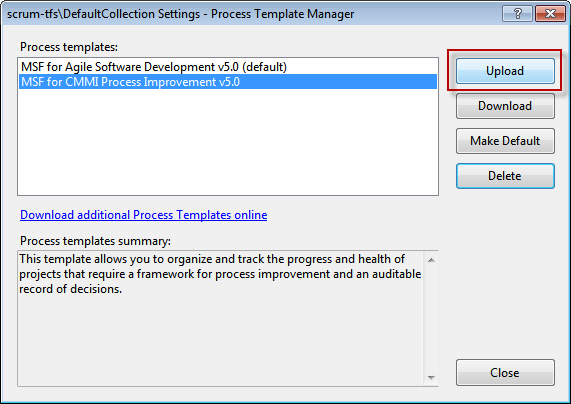 scrum-tfs\DefaultCollection Settings - Process Template Manager
Process templates:
MSF for Agile Software Development v5.0 (default)
MSF for CMMI Process Improvement v5.0
Upload
Download
Make Default
Delete
Download additional Process Templates online
Process templates summary:
This template allows you to organize and track the progress and health of
projects that require a framework for process improvement and an auditable
record of decisions.
Close